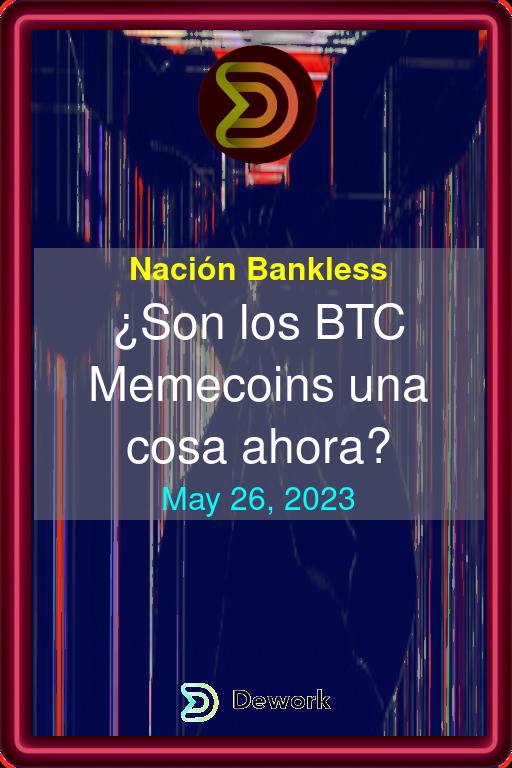 Nación Bankless
¿Son los BTC
Memecoins una
cosa ahora?
May 26, 2023
Dework